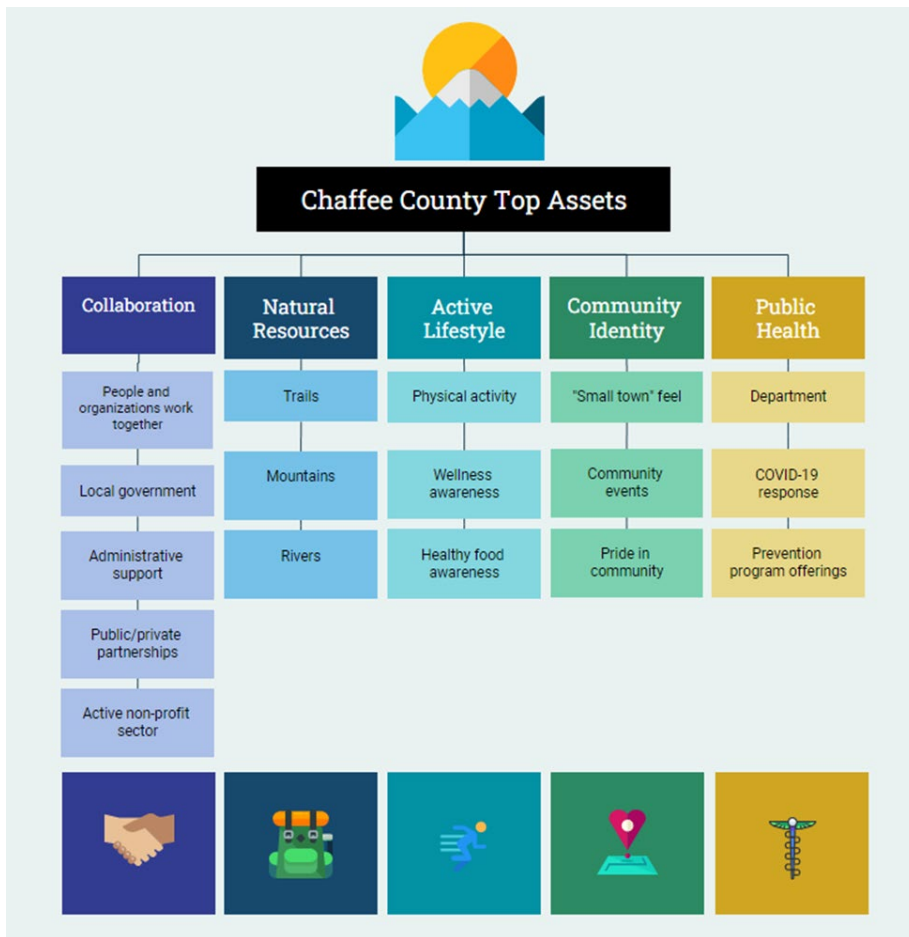 Chaffee County Top Assets
Collaboration
People and
organizations work
together
Local government
Administrative
support
Public/private
partnerships
Active non-profit
sector
Natural
Resources
Trails
Mountains
Rivers
Active
Lifestyle
Physical activity
Wellness
awareness
Healthy food
awareness
Community
Identity
"Small town" feel
Community
events
Pride in
community
Public
Health
Department
COVID-19
response
Prevention
program offerings